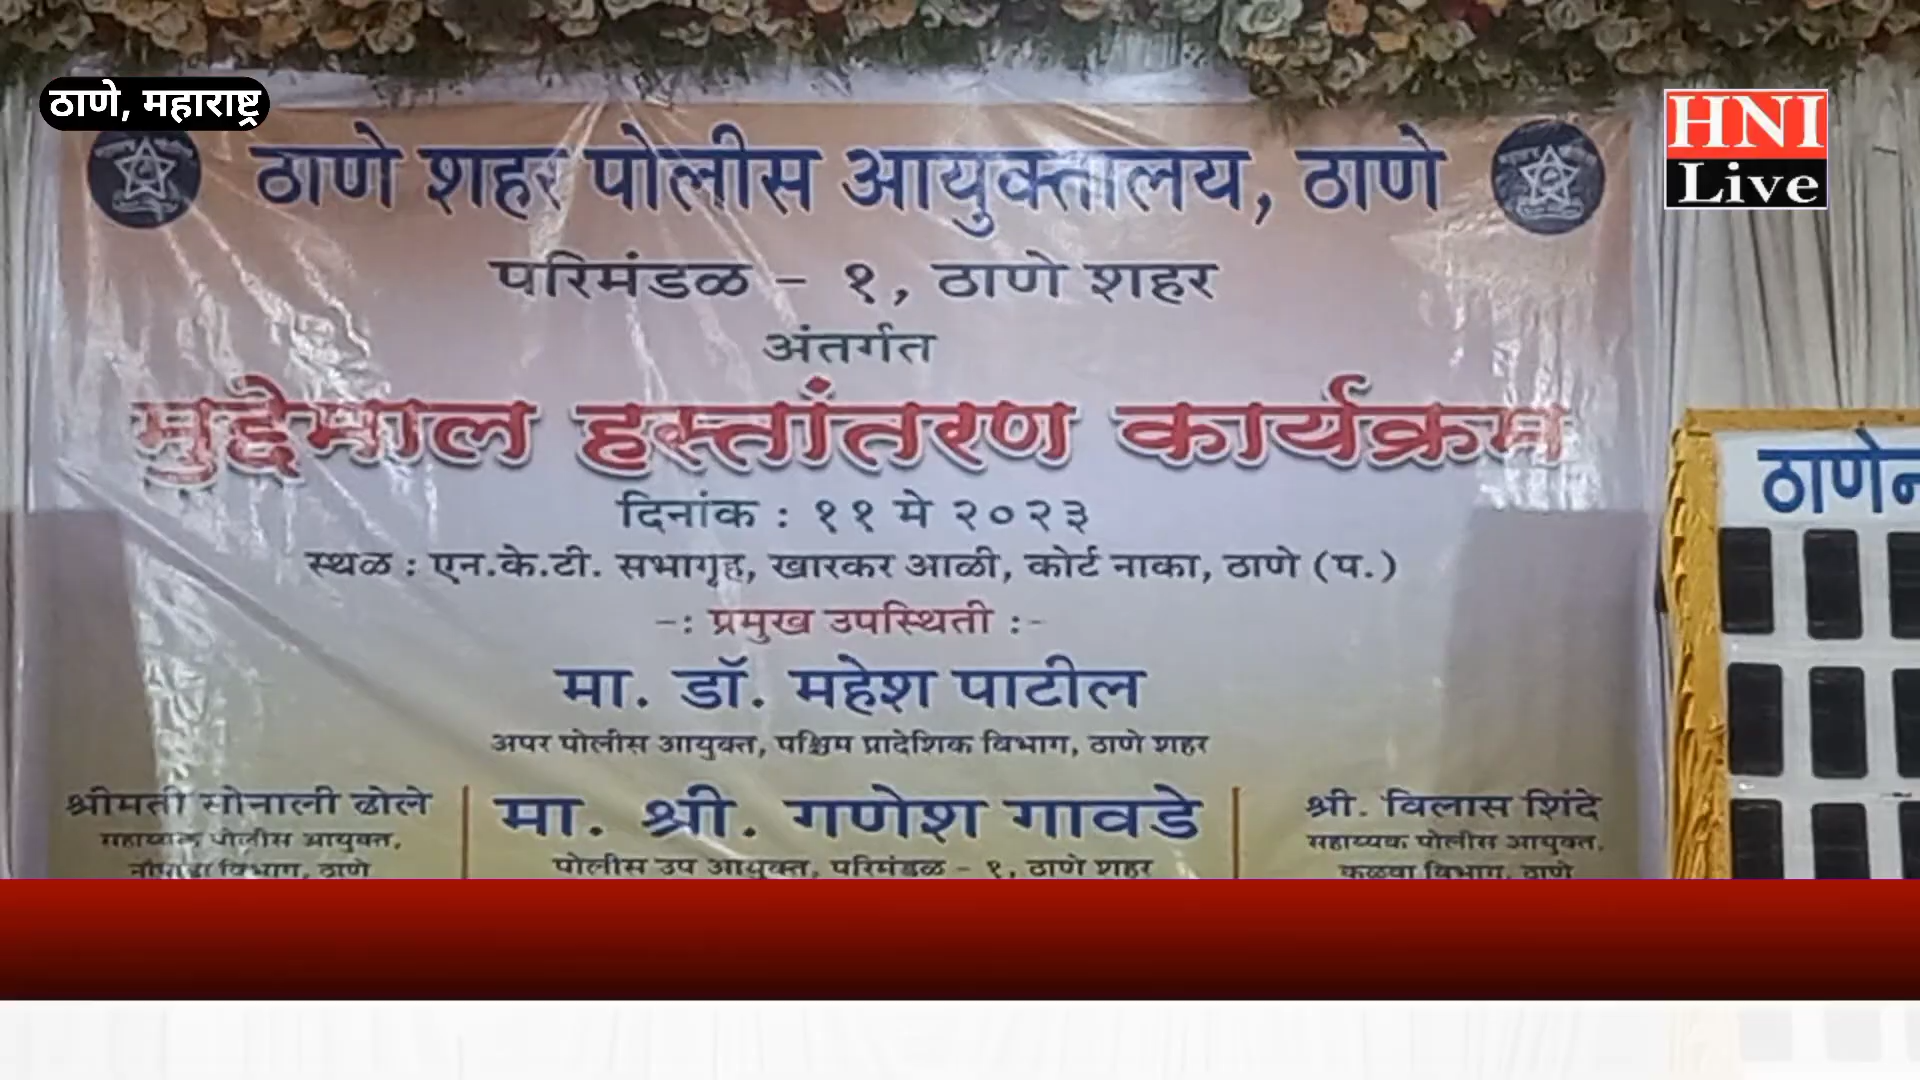 ठाणे, महाराष्ट्र
HNI
Live
ठाणे शहर पोलीस आयुक्तालय, ठाणे
परिमंडळ - १, ठाणे शहर
अंतर्गत
मुद्देमाल हस्तांतरण कार्यक्रम
दिनांक : ११ मे २०२३
स्थळ : एन.के.टी. सभागृह, खारकर आळी, कोर्ट नाका, ठाणे (प.)
-: प्रमुख उपस्थिती :-
मा. डॉ. महेश पाटील
अपर पोलीस आयुक्त, पश्चिम प्रादेशिक विभाग, ठाणे शहर
श्रीमती सोनाली ढोले
सहाय्यक पोलीस आयुक्त,
नौपाडा विभाग, ठाणे
मा. श्री. गणेश गावडे
पोलीस उप आयुक्त, परिमंडळ - १, ठाणे शहर
श्री. विलास शिंदे
सहाय्यक पोलीस आयुक्त,
कळवा विभाग, ठाणे